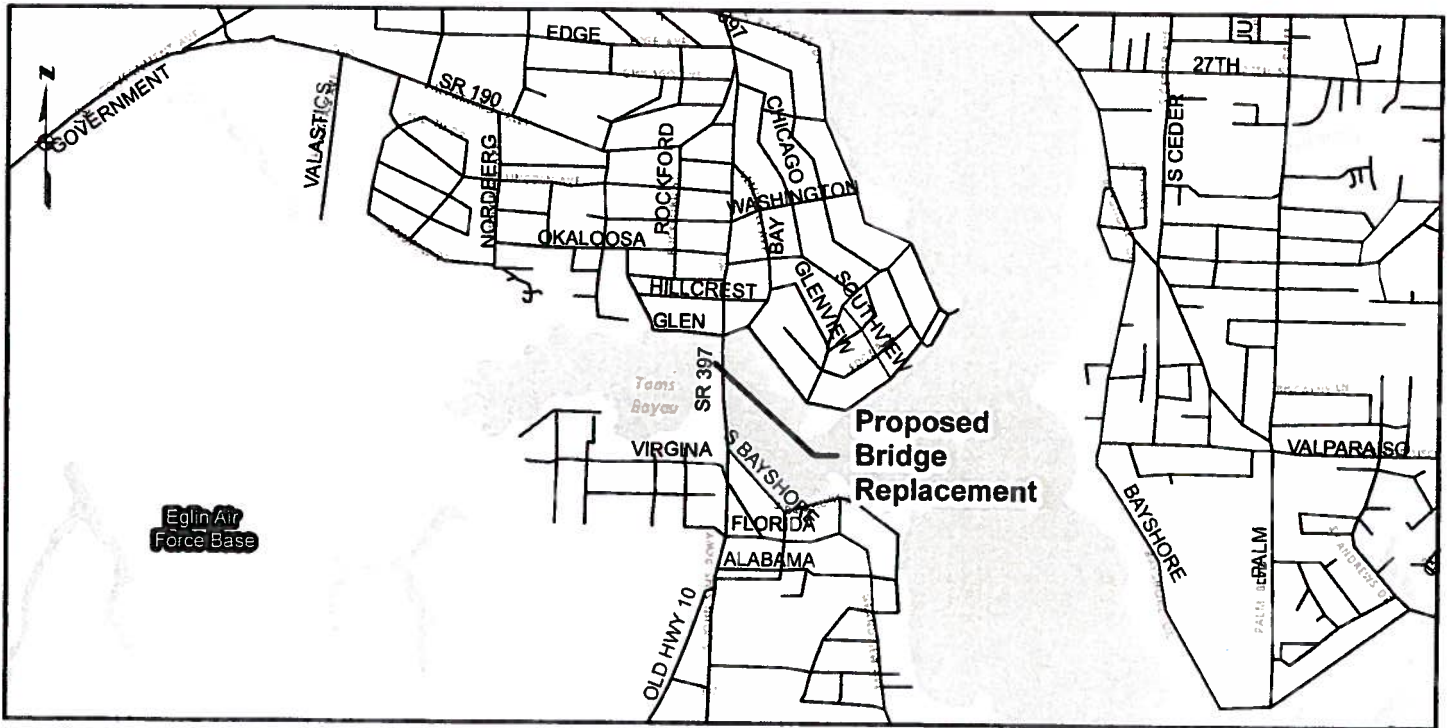 EDGE
397
27TH
JU
N
GOVERNMENT
SR 190
VALASTICS
CHICAGO
S CEDER
NORDBERG
ROCKFORD
WASHINGTON
BAY
OKALOOSA
HILLCREST
GLENVIEW
SOUTHVIEW
GLEN
SR 397
Toms
Bayou
Proposed
Bridge
Replacement
VIRGINA
S BAYSHORE
VALPARAISO
BAYSHORE
Eglin Air
Force Base
FLORIDA
ALABAMA
PALM
OLD HWY 10